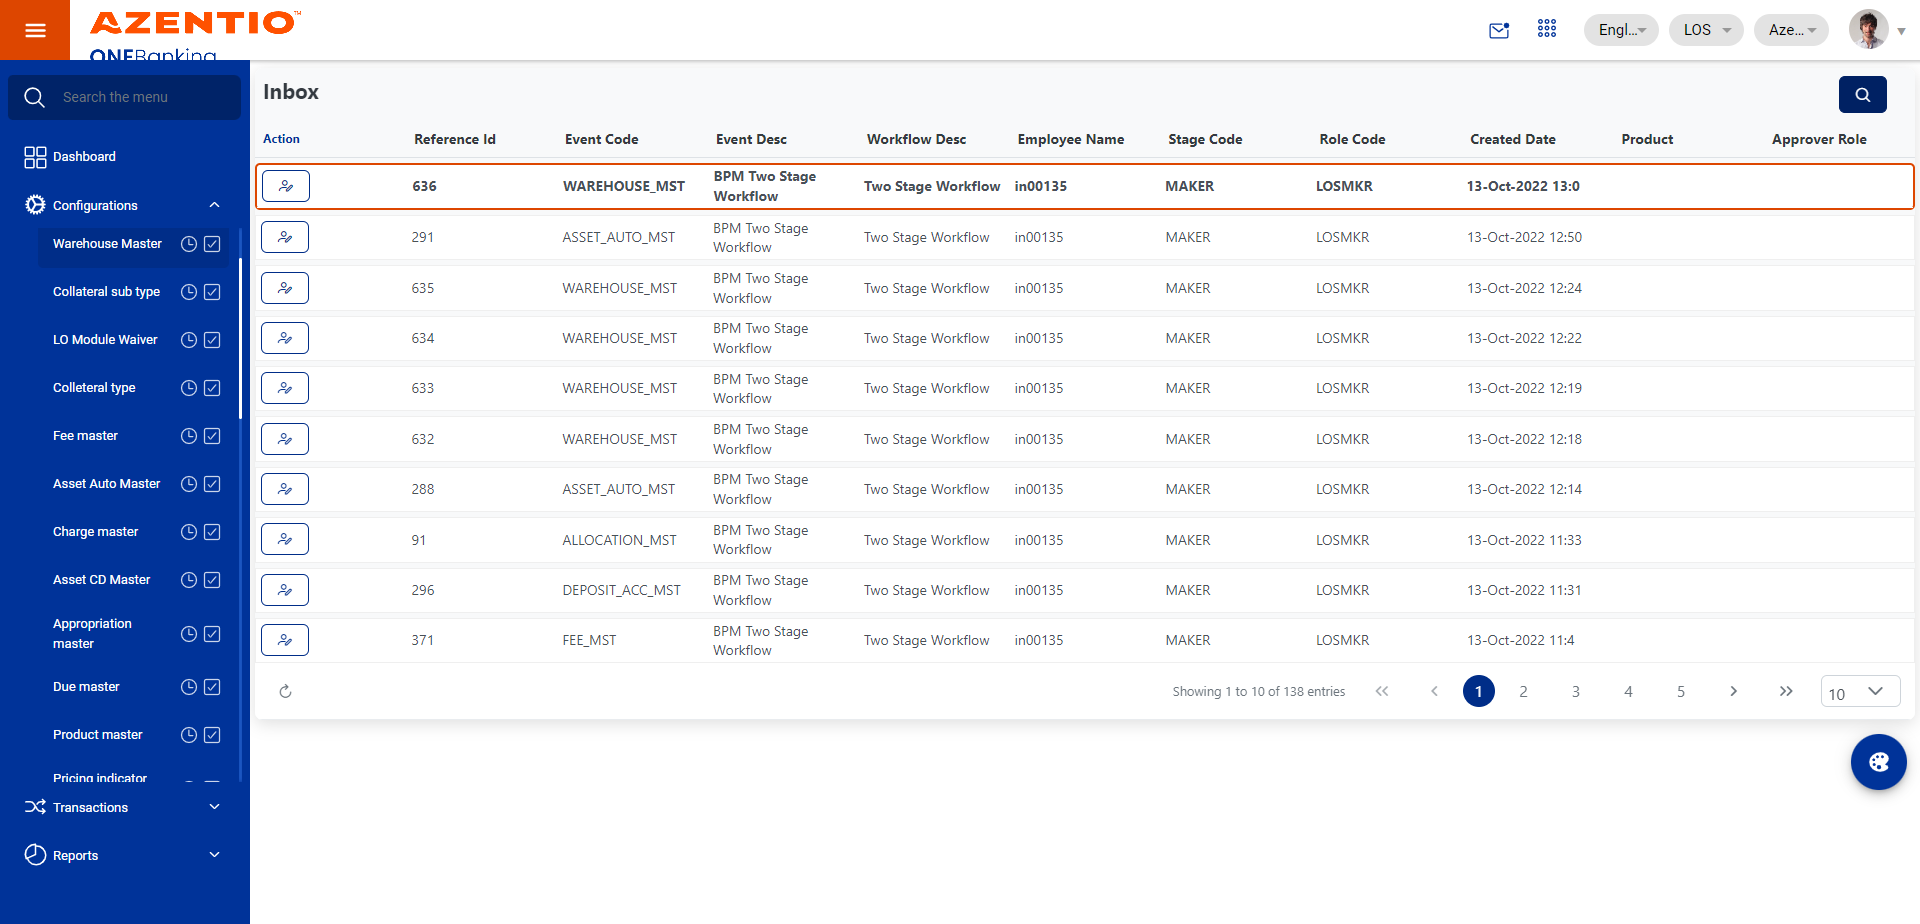 AZENTIO™
ONEBanking
Engl...
LOS
Aze...
Search the menu
Dashboard
Configurations
Warehouse Master
Collateral sub type
LO Module Waiver
Colleteral type
Fee master
Asset Auto Master
Charge master
Asset CD Master
Appropriation
master
Due master
Product master
Pricing indicator
Transactions
Reports
Inbox
Action Reference Id Event Code Event Desc Workflow Desc Employee Name Stage Code Role Code Created Date Product Approver Role
636 WAREHOUSE_MST BPM Two Stage Workflow Two Stage Workflow in00135 MAKER LOSMKR 13-Oct-2022 13:0
291 ASSET_AUTO_MST BPM Two Stage Workflow Two Stage Workflow in00135 MAKER LOSMKR 13-Oct-2022 12:50
635 WAREHOUSE_MST BPM Two Stage Workflow Two Stage Workflow in00135 MAKER LOSMKR 13-Oct-2022 12:24
634 WAREHOUSE_MST BPM Two Stage Workflow Two Stage Workflow in00135 MAKER LOSMKR 13-Oct-2022 12:22
633 WAREHOUSE_MST BPM Two Stage Workflow Two Stage Workflow in00135 MAKER LOSMKR 13-Oct-2022 12:19
632 WAREHOUSE_MST BPM Two Stage Workflow Two Stage Workflow in00135 MAKER LOSMKR 13-Oct-2022 12:18
288 ASSET_AUTO_MST BPM Two Stage Workflow Two Stage Workflow in00135 MAKER LOSMKR 13-Oct-2022 12:14
91 ALLOCATION_MST BPM Two Stage Workflow Two Stage Workflow in00135 MAKER LOSMKR 13-Oct-2022 11:33
296 DEPOSIT_ACC_MST BPM Two Stage Workflow Two Stage Workflow in00135 MAKER LOSMKR 13-Oct-2022 11:31
371 FEE_MST BPM Two Stage Workflow Two Stage Workflow in00135 MAKER LOSMKR 13-Oct-2022 11:4
Showing 1 to 10 of 138 entries 1 2 3 4 5 10